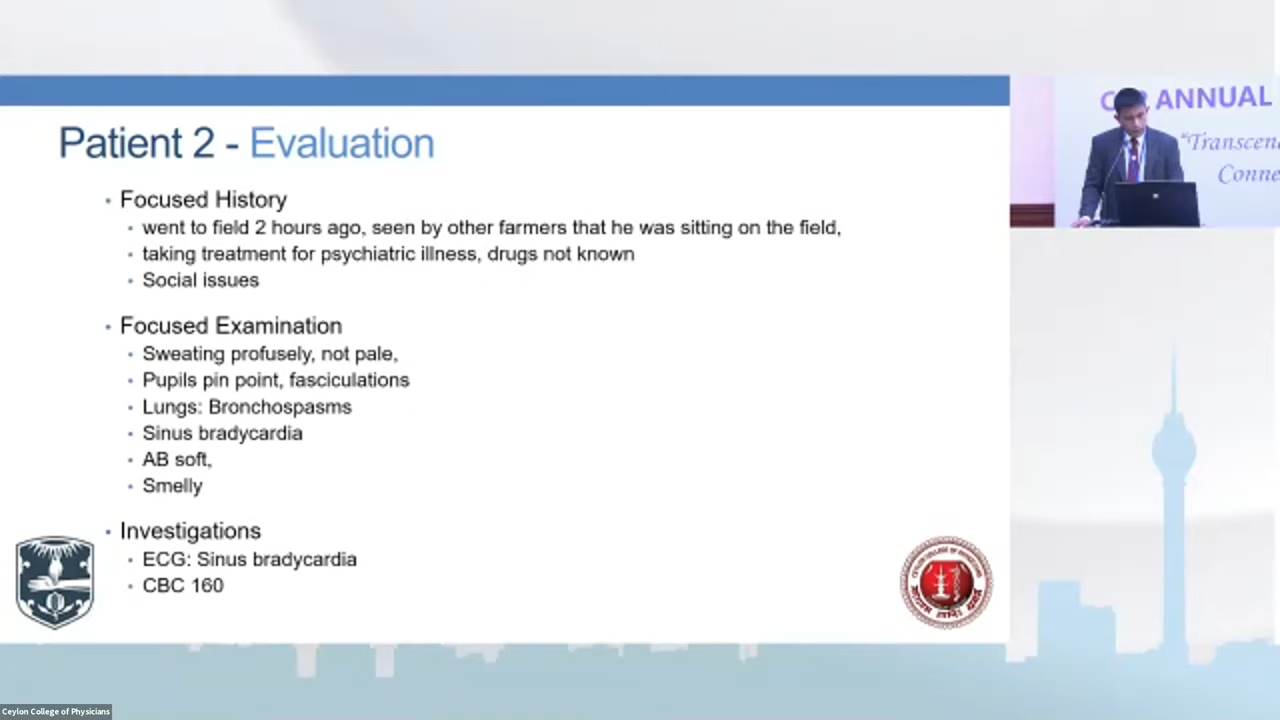 Patient 2 - Evaluation
• Focused History
• went to field 2 hours ago, seen by other farmers that he was sitting on the field,
• taking treatment for psychiatric illness, drugs not known
• Social issues
• Focused Examination
• Sweating profusely, not pale,
• Pupils pin point, fasciculations
• Lungs: Bronchospasms
• Sinus bradycardia
• AB soft,
• Smelly
• Investigations
• ECG: Sinus bradycardia
• CBC 160
ANNUAL
"Transcen
Conne
Ceylon College of Physicians